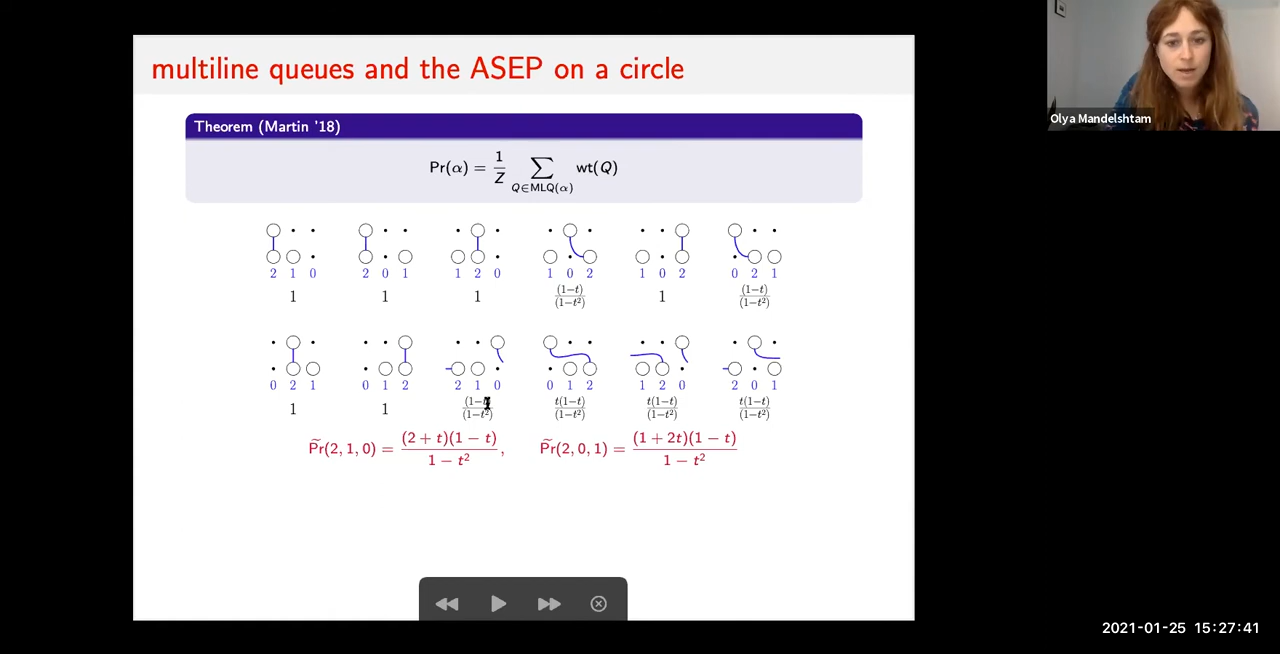 multiline queues and the ASEP on a circle
Olya Mandelshtam
Theorem (Martin '18)
Pr(α) = 1/Z ∑_{Q∈MLQ(α)} wt(Q)
2 1 0 2 0 1 1 2 0 1 0 2 1 0 2 0 2 1
1 1 1 (1−t)/(1−t²) 1 (1−t)/(1−t²)
0 2 1 0 1 2 2 1 0 0 1 2 1 2 0 2 0 1
1 1 (1−t)/(1−t²) t(1−t)/(1−t²) t(1−t)/(1−t²) t(1−t)/(1−t²)
P̃r(2, 1, 0) = (2 + t)(1 − t)/(1 − t²), P̃r(2, 0, 1) = (1 + 2t)(1 − t)/(1 − t²)
2021-01-25 15:27:41